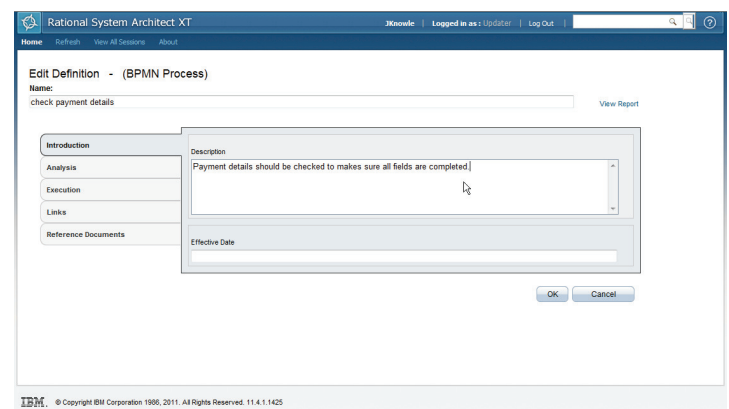 Rational System Architect XT
JKnowle | Logged in as : Updater | Log Out |
Home Refresh View All Sessions About
Edit Definition - (BPMN Process)
Name:
check payment details
View Report
Introduction
Analysis
Execution
Links
Reference Documents
Description
Payment details should be checked to makes sure all fields are completed.
Effective Date
OK Cancel
IBM. © Copyright IBM Corporation 1986, 2011. All Rights Reserved. 11.4.1.1425